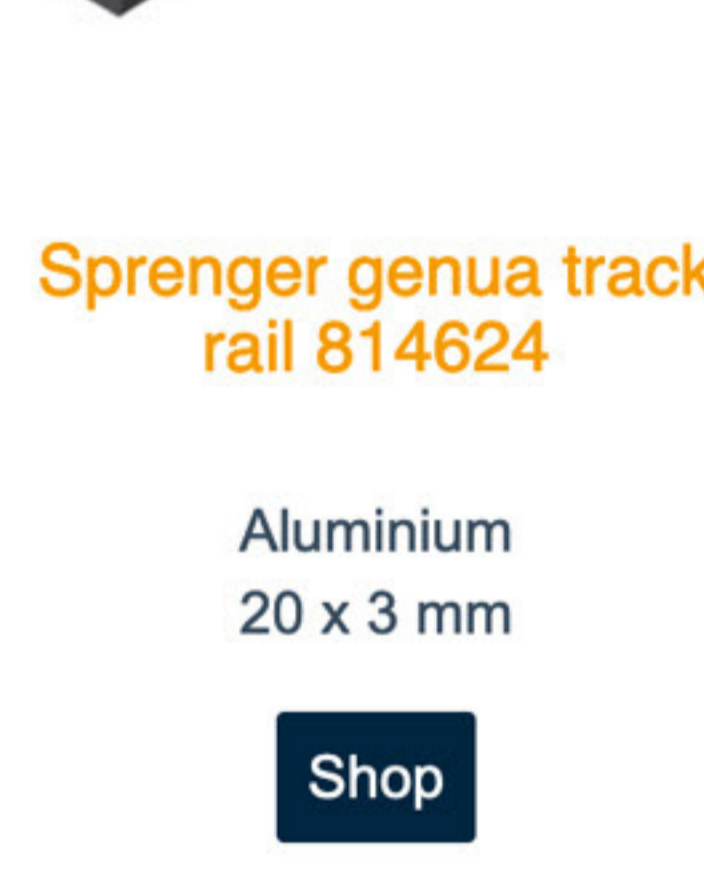 Sprenger genua track
rail 814624
Aluminium
20 x 3 mm
Shop